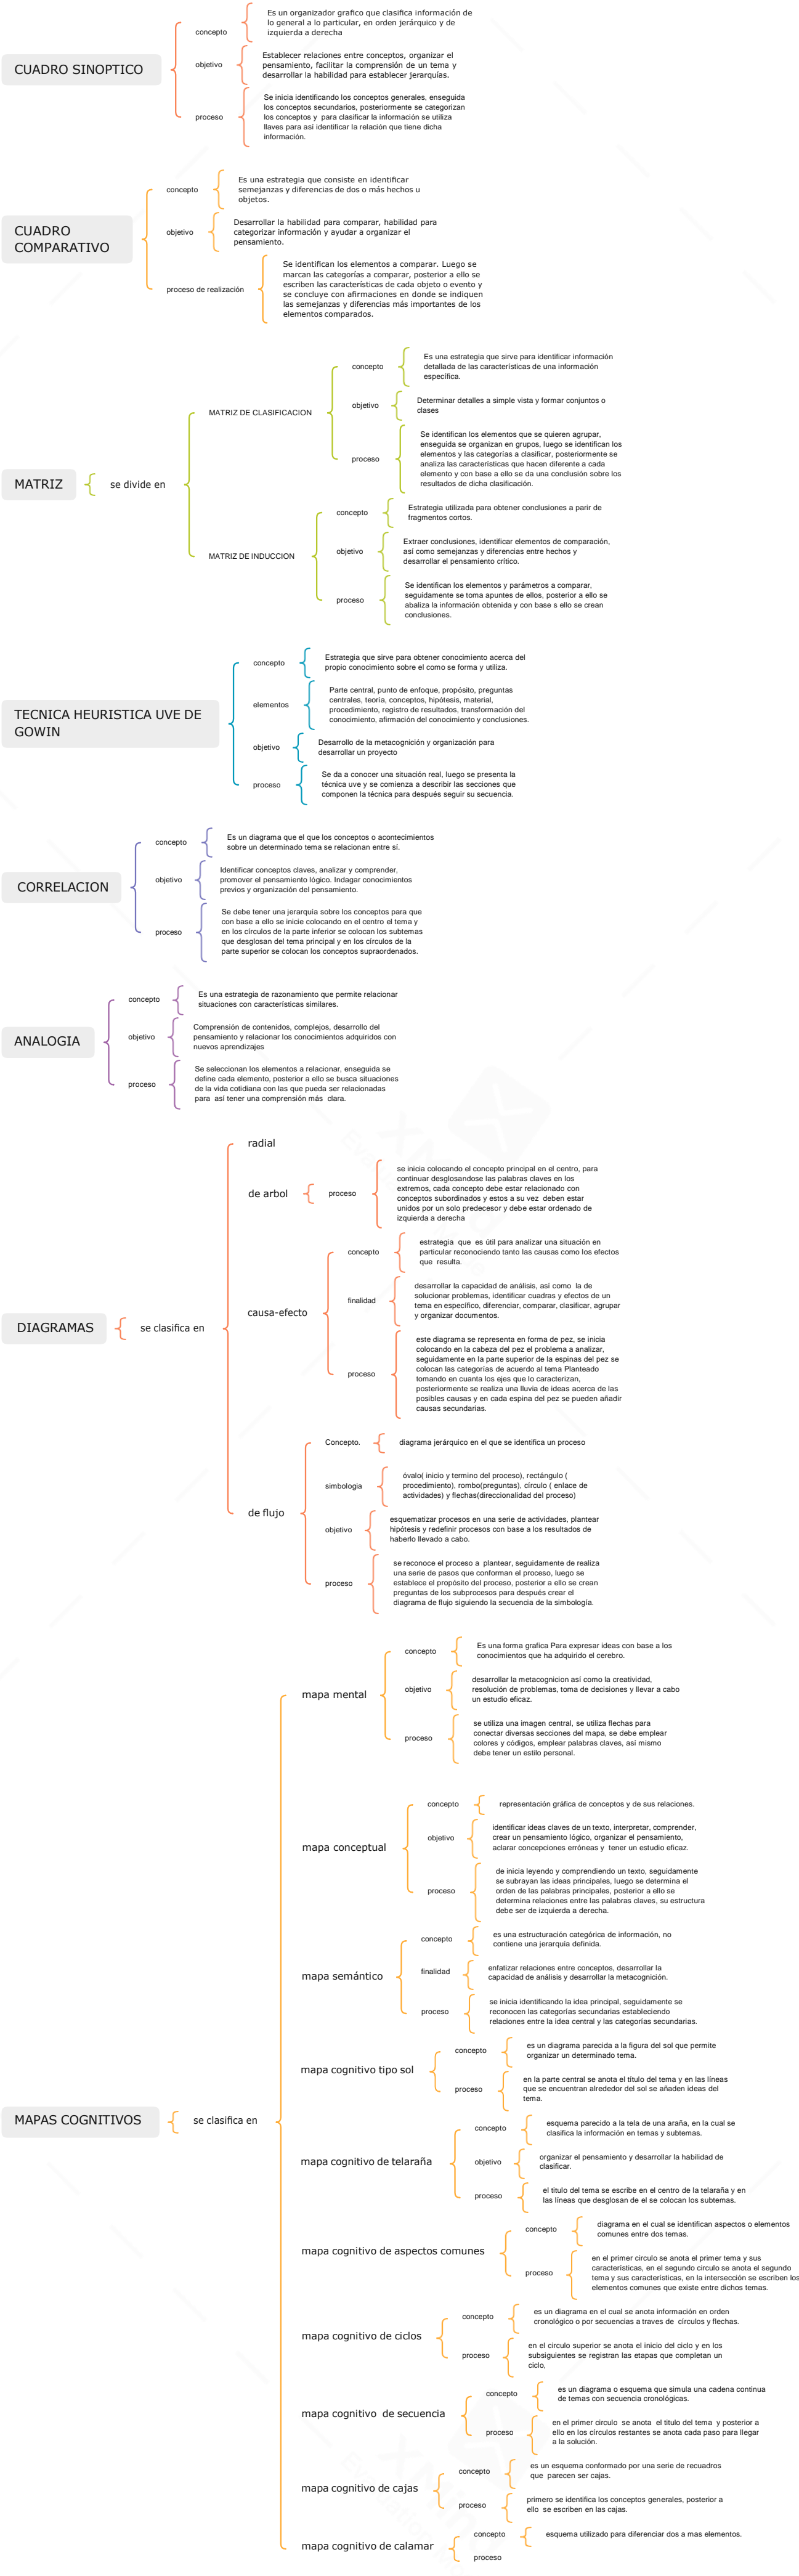 CUADRO SINOPTICO
concepto
Es un organizador grafico que clasifica información de
lo general a lo particular, en orden jerárquico y de
izquierda a derecha
objetivo
Establecer relaciones entre conceptos, organizar el
pensamiento, facilitar la comprensión de un tema y
desarrollar la habilidad para establecer jerarquías.
proceso
Se inicia identificando los conceptos generales, enseguida
los conceptos secundarios, posteriormente se categorizan
los conceptos y para clasificar la información se utiliza
llaves para así identificar la relación que tiene dicha
información.
CUADRO
COMPARATIVO
concepto
Es una estrategia que consiste en identificar
semejanzas y diferencias de dos o más hechos u
objetos.
objetivo
Desarrollar la habilidad para comparar, habilidad para
categorizar información y ayudar a organizar el
pensamiento.
proceso de realización
Se identifican los elementos a comparar. Luego se
marcan las categorías a comparar, posterior a ello se
escriben las características de cada objeto o evento y
se concluye con afirmaciones en donde se indiquen
las semejanzas y diferencias más importantes de los
elementos comparados.
MATRIZ
se divide en
MATRIZ DE CLASIFICACION
concepto
Es una estrategia que sirve para identificar información
detallada de las características de una información
específica.
objetivo
Determinar detalles a simple vista y formar conjuntos o
clases
proceso
Se identifican los elementos que se quieren agrupar,
enseguida se organizan en grupos, luego se identifican los
elementos y las categorías a clasificar, posteriormente se
analiza las características que hacen diferente a cada
elemento y con base a ello se da una conclusión sobre los
resultados de dicha clasificación.
MATRIZ DE INDUCCION
concepto
Estrategia utilizada para obtener conclusiones a parir de
fragmentos cortos.
objetivo
Extraer conclusiones, identificar elementos de comparación,
así como semejanzas y diferencias entre hechos y
desarrollar el pensamiento crítico.
proceso
Se identifican los elementos y parámetros a comparar,
seguidamente se toma apuntes de ellos, posterior a ello se
abaliza la información obtenida y con base s ello se crean
conclusiones.
TECNICA HEURISTICA UVE DE
GOWIN
concepto
Estrategia que sirve para obtener conocimiento acerca del
propio conocimiento sobre el como se forma y utiliza.
elementos
Parte central, punto de enfoque, propósito, preguntas
centrales, teoría, conceptos, hipótesis, material,
procedimiento, registro de resultados, transformación del
conocimiento, afirmación del conocimiento y conclusiones.
objetivo
Desarrollo de la metacognición y organización para
desarrollar un proyecto
proceso
Se da a conocer una situación real, luego se presenta la
técnica uve y se comienza a describir las secciones que
componen la técnica para después seguir su secuencia.
CORRELACION
concepto
Es un diagrama que el que los conceptos o acontecimientos
sobre un determinado tema se relacionan entre sí.
objetivo
Identificar conceptos claves, analizar y comprender,
promover el pensamiento lógico. Indagar conocimientos
previos y organización del pensamiento.
proceso
Se debe tener una jerarquía sobre los conceptos para que
con base a ello se inicie colocando en el centro el tema y
en los círculos de la parte inferior se colocan los subtemas
que desglosan del tema principal y en los círculos de la
parte superior se colocan los conceptos supraordenados.
ANALOGIA
concepto
Es una estrategia de razonamiento que permite relacionar
situaciones con características similares.
objetivo
Comprensión de contenidos, complejos, desarrollo del
pensamiento y relacionar los conocimientos adquiridos con
nuevos aprendizajes
proceso
Se seleccionan los elementos a relacionar, enseguida se
define cada elemento, posterior a ello se busca situaciones
de la vida cotidiana con las que pueda ser relacionadas
para así tener una comprensión más clara.
DIAGRAMAS
se clasifica en
radial
de arbol
proceso
se inicia colocando el concepto principal en el centro, para
continuar desglosandose las palabras claves en los
extremos, cada concepto debe estar relacionado con
conceptos subordinados y estos a su vez deben estar
unidos por un solo predecesor y debe estar ordenado de
izquierda a derecha
causa-efecto
concepto
estrategia que es útil para analizar una situación en
particular reconociendo tanto las causas como los efectos
que resulta.
finalidad
desarrollar la capacidad de análisis, así como la de
solucionar problemas, identificar cuadras y efectos de un
tema en específico, diferenciar, comparar, clasificar, agrupar
y organizar documentos.
proceso
este diagrama se representa en forma de pez, se inicia
colocando en la cabeza del pez el problema a analizar,
seguidamente en la parte superior de la espinas del pez se
colocan las categorías de acuerdo al tema Planteado
tomando en cuanta los ejes que lo caracterizan,
posteriormente se realiza una lluvia de ideas acerca de las
posibles causas y en cada espina del pez se pueden añadir
causas secundarias.
de flujo
Concepto.
diagrama jerárquico en el que se identifica un proceso
simbologia
óvalo( inicio y termino del proceso), rectángulo (
procedimiento), rombo(preguntas), círculo ( enlace de
actividades) y flechas(direccionalidad del proceso)
objetivo
esquematizar procesos en una serie de actividades, plantear
hipótesis y redefinir procesos con base a los resultados de
haberlo llevado a cabo.
proceso
se reconoce el proceso a plantear, seguidamente de realiza
una serie de pasos que conforman el proceso, luego se
establece el propósito del proceso, posterior a ello se crean
preguntas de los subprocesos para después crear el
diagrama de flujo siguiendo la secuencia de la simbología.
MAPAS COGNITIVOS
se clasifica en
mapa mental
concepto
Es una forma grafica Para expresar ideas con base a los
conocimientos que ha adquirido el cerebro.
objetivo
desarrollar la metacognicion así como la creatividad,
resolución de problemas, toma de decisiones y llevar a cabo
un estudio eficaz.
proceso
se utiliza una imagen central, se utiliza flechas para
conectar diversas secciones del mapa, se debe emplear
colores y códigos, emplear palabras claves, así mismo
debe tener un estilo personal.
mapa conceptual
concepto
representación gráfica de conceptos y de sus relaciones.
objetivo
identificar ideas claves de un texto, interpretar, comprender,
crear un pensamiento lógico, organizar el pensamiento,
aclarar concepciones erróneas y tener un estudio eficaz.
proceso
de inicia leyendo y comprendiendo un texto, seguidamente
se subrayan las ideas principales, luego se determina el
orden de las palabras principales, posterior a ello se
determina relaciones entre las palabras claves, su estructura
debe ser de izquierda a derecha.
mapa semántico
concepto
es una estructuración categórica de información, no
contiene una jerarquía definida.
finalidad
enfatizar relaciones entre conceptos, desarrollar la
capacidad de análisis y desarrollar la metacognición.
proceso
se inicia identificando la idea principal, seguidamente se
reconocen las categorías secundarias estableciendo
relaciones entre la idea central y las categorías secundarias.
mapa cognitivo tipo sol
concepto
es un diagrama parecida a la figura del sol que permite
organizar un determinado tema.
proceso
en la parte central se anota el título del tema y en las líneas
que se encuentran alrededor del sol se añaden ideas del
tema.
mapa cognitivo de telaraña
concepto
esquema parecido a la tela de una araña, en la cual se
clasifica la información en temas y subtemas.
objetivo
organizar el pensamiento y desarrollar la habilidad de
clasificar.
proceso
el titulo del tema se escribe en el centro de la telaraña y en
las líneas que desglosan de el se colocan los subtemas.
mapa cognitivo de aspectos comunes
concepto
diagrama en el cual se identifican aspectos o elementos
comunes entre dos temas.
proceso
en el primer circulo se anota el primer tema y sus
características, en el segundo circulo se anota el segundo
tema y sus características, en la intersección se escriben los
elementos comunes que existe entre dichos temas.
mapa cognitivo de ciclos
concepto
es un diagrama en el cual se anota información en orden
cronológico o por secuencias a traves de círculos y flechas.
proceso
en el circulo superior se anota el inicio del ciclo y en los
subsiguientes se registran las etapas que completan un
ciclo,
mapa cognitivo de secuencia
concepto
es un diagrama o esquema que simula una cadena continua
de temas con secuencia cronológicas.
proceso
en el primer circulo se anota el titulo del tema y posterior a
ello en los círculos restantes se anota cada paso para llegar
a la solución.
mapa cognitivo de cajas
concepto
es un esquema conformado por una serie de recuadros
que parecen ser cajas.
proceso
primero se identifica los conceptos generales, posterior a
ello se escriben en las cajas.
mapa cognitivo de calamar
concepto
esquema utilizado para diferenciar dos a mas elementos.
proceso